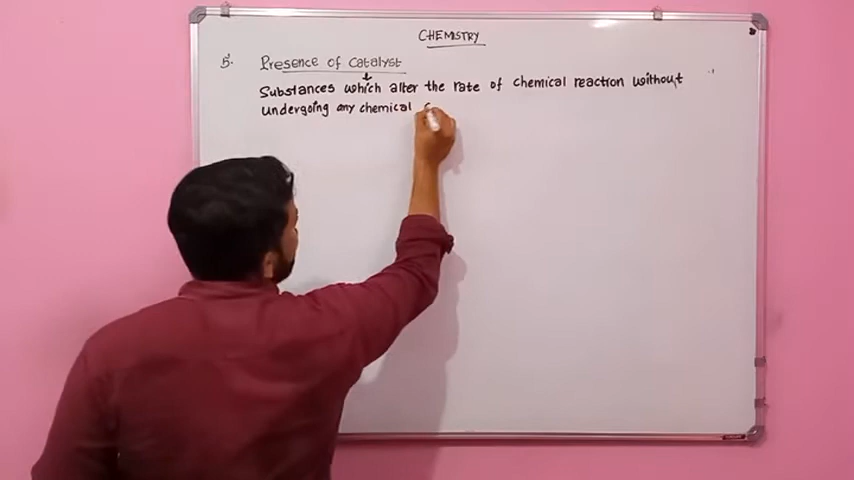 CHEMISTRY
5. Presence of catalyst
Substances which alter the rate of chemical reaction without
undergoing any chemical